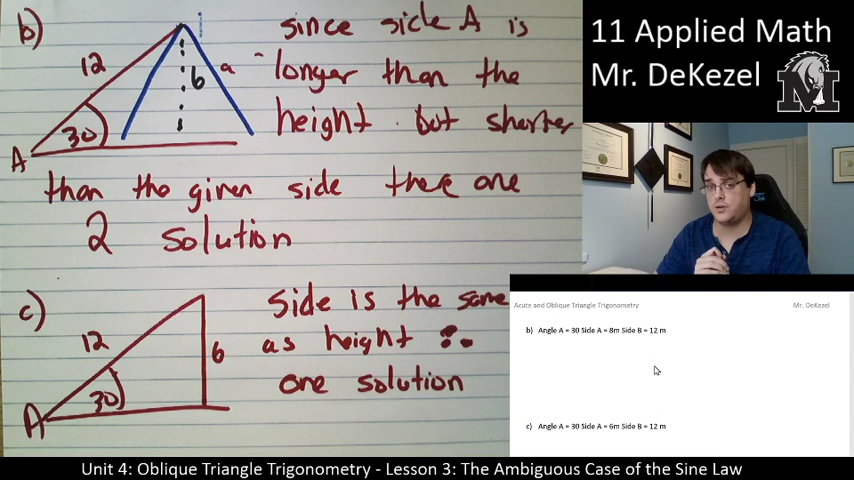 b)
12
6
a
30
A
since side A is
longer than the
height. but shorter
than the given side there are
2 solution
c)
12
6
30
A
Side is the same
as height ∴
one solution
11 Applied Math
Mr. DeKezel
M
Acute and Oblique Triangle Trigonometry
Mr. DeKezel
b) Angle A = 30 Side A = 8m Side B = 12 m
c) Angle A = 30 Side A = 6m Side B = 12 m
Unit 4: Oblique Triangle Trigonometry - Lesson 3: The Ambiguous Case of the Sine Law